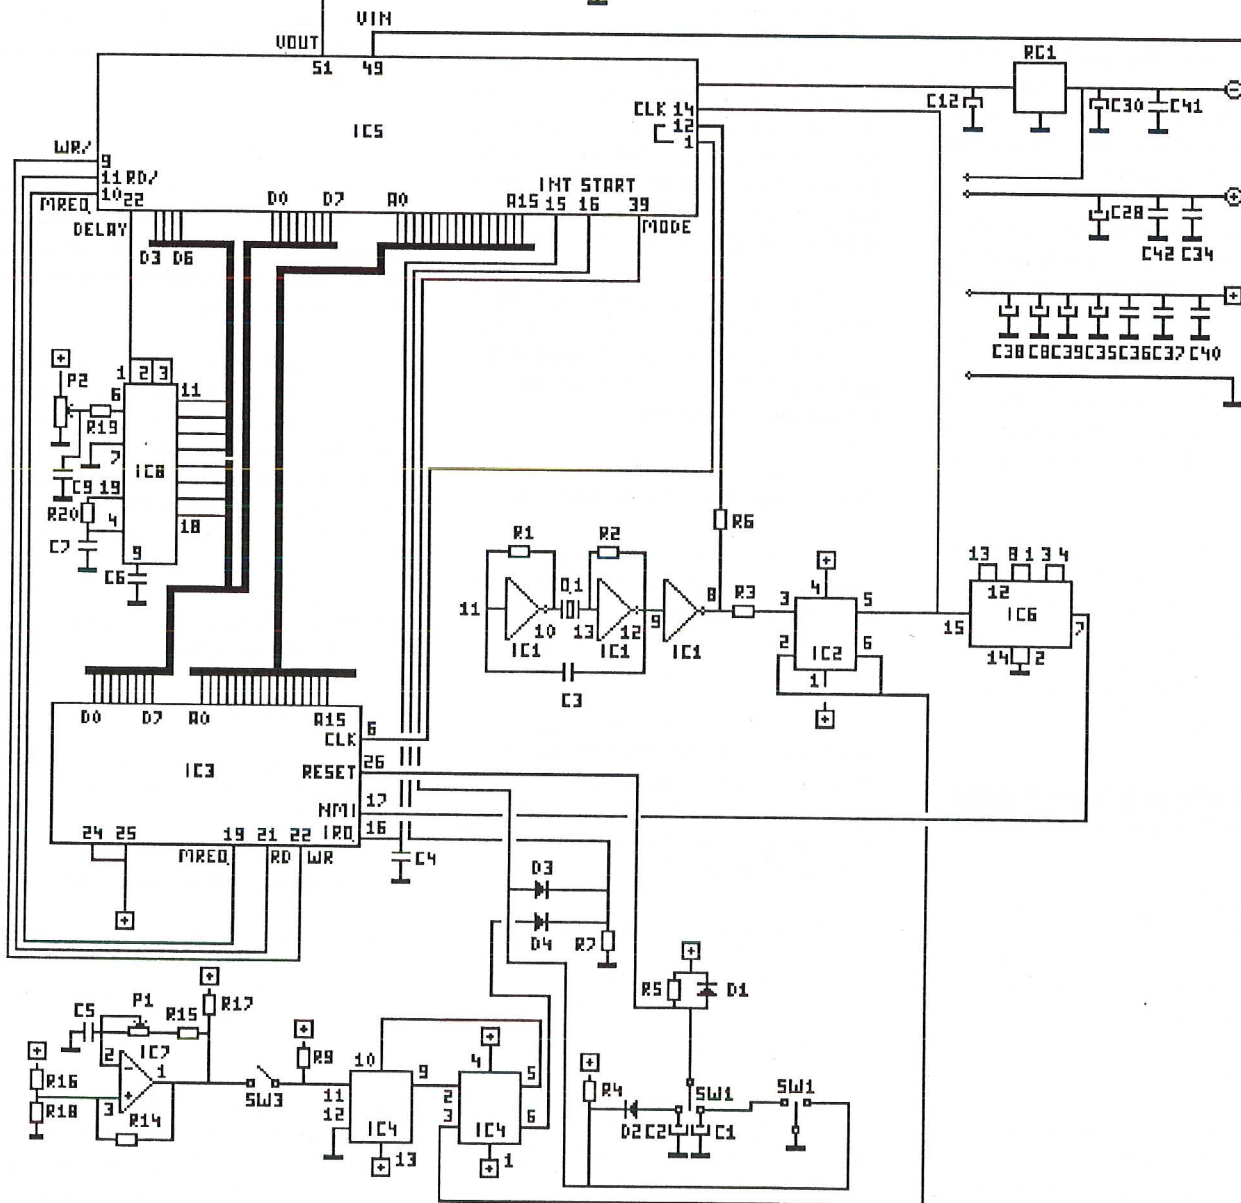 VIN
VOUT
51 49
RC1
C12
C30 C41
CLK 14
12
1
IC5
WR/
9
11 RD/
10 22
MREQ
DELAY
D3 D6
D0 D7
A0 A15
INT START
15 16 39
MODE
C28
C42 C34
C38 C8 C39 C35 C36 C37 C40
P2
1 2 3
6 11
R19
7
IC8
C9 19
R20
4 18
C7
9
C6
R6
R1 R2
Q1
11 10 13 12 9 8
R3
IC1 IC1 IC1
C3
4
3 5
2 6
IC2
1
13 8 1 3 4
12
IC6
15 7
14 2
D0 D7 A0 A15
CLK 6
IC3
RESET 26
NMI 17
IRQ 16
24 25 19 21 22
MREQ RD WR
C4
D3
D4
R7
R5 D1
C5 P1
R15
R17
IC7
2
1
3
R16
R18
R14
SW3
R9
10
11
12
9
IC4
13
4
2 5
3 6
IC4
1
R4
D2 C2 C1
SW1
SW1